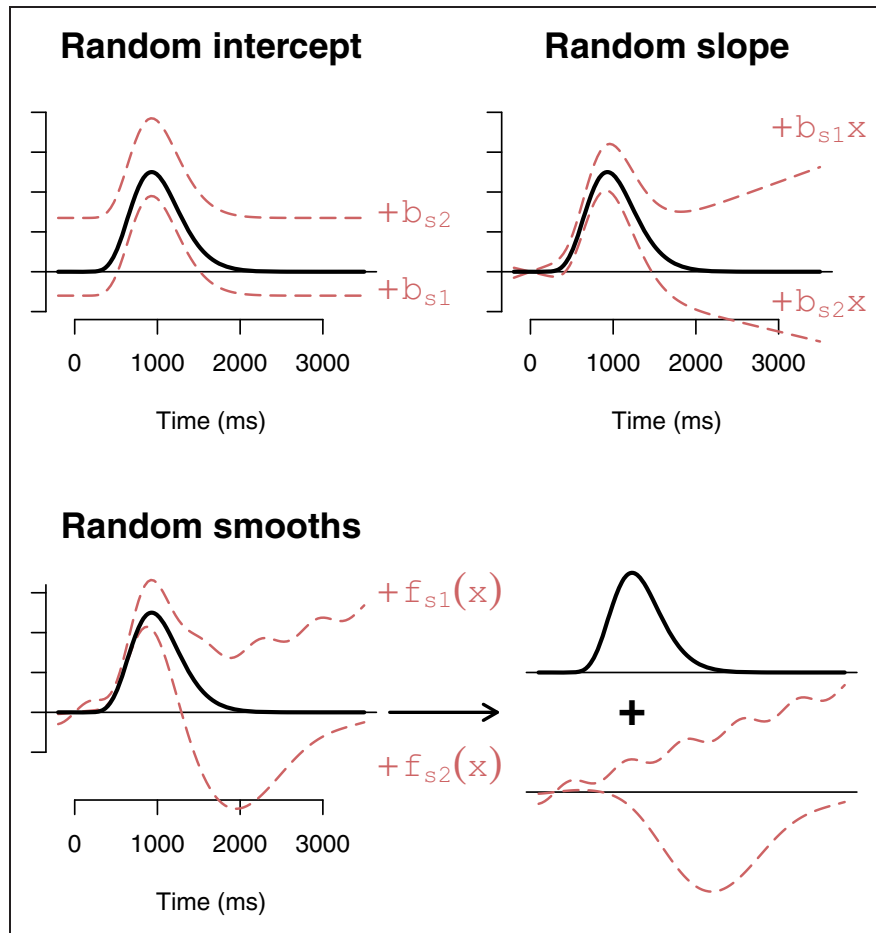 Random intercept
+b_s2
+b_s1
0 1000 2000 3000
Time (ms)
Random slope
+b_s1x
+b_s2x
0 1000 2000 3000
Time (ms)
Random smooths
+f_s1(x)
+f_s2(x)
0 1000 2000 3000
Time (ms)
+